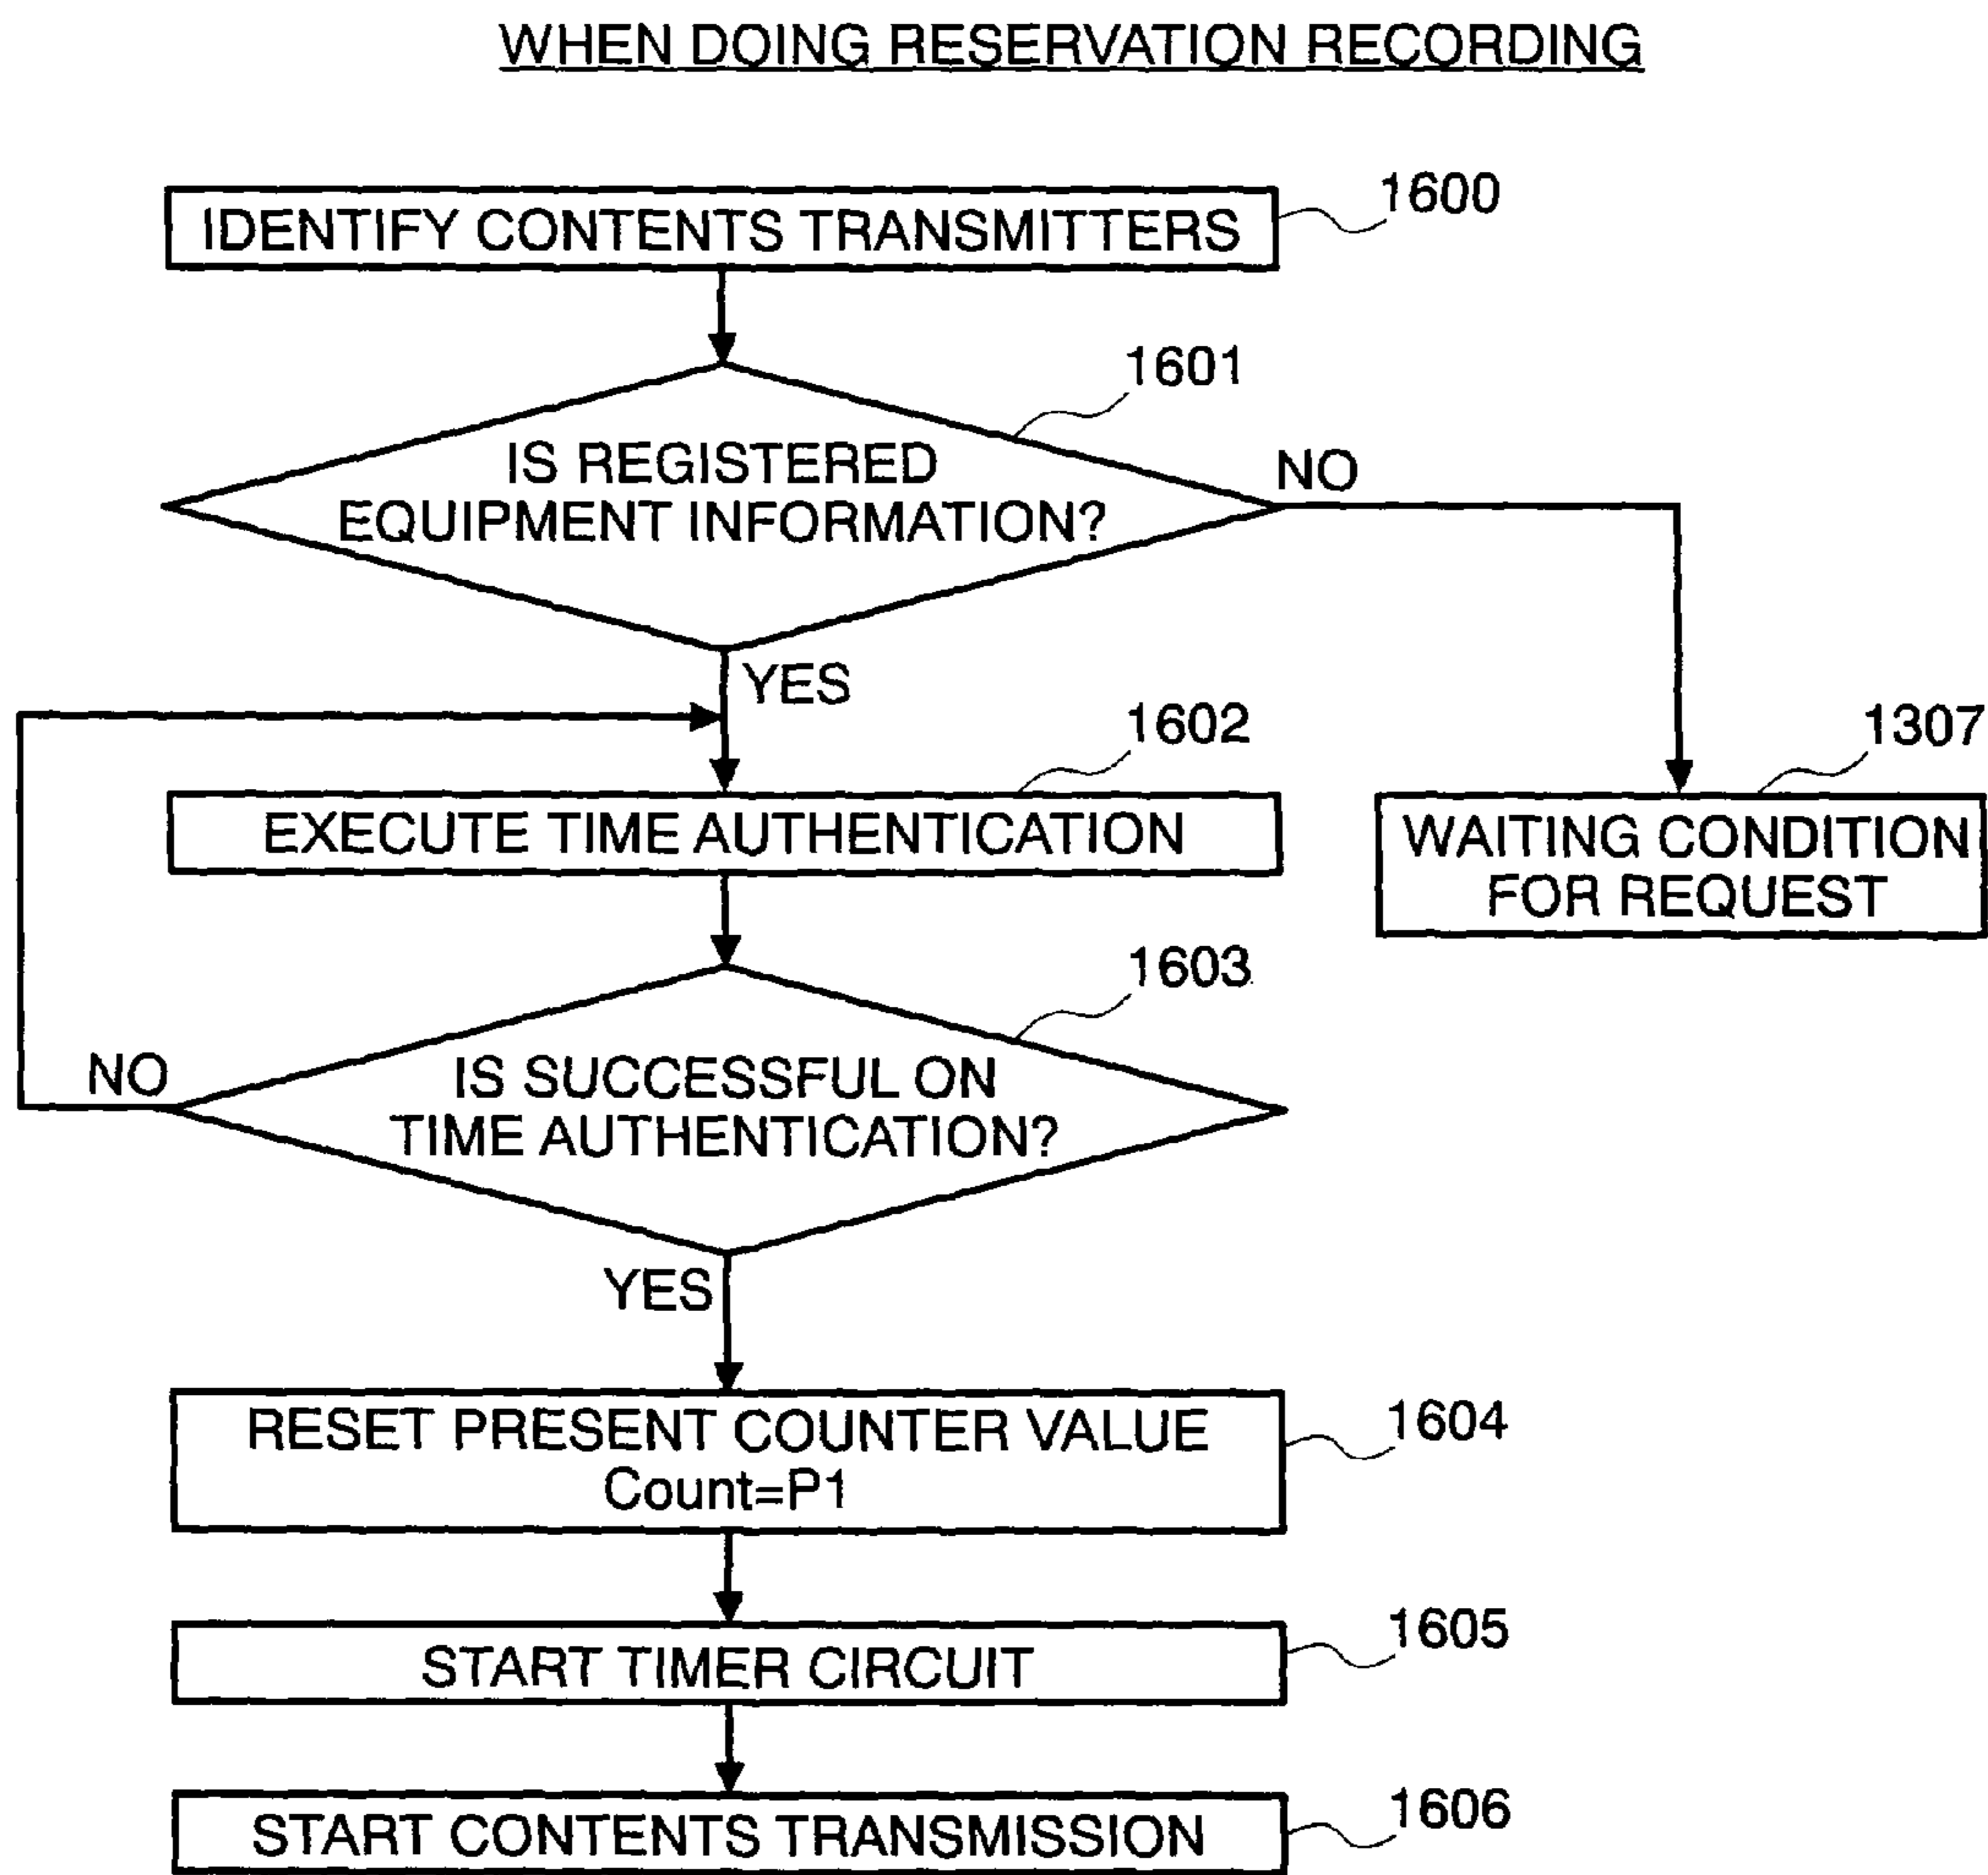 WHEN DOING RESERVATION RECORDING
IDENTIFY CONTENTS TRANSMITTERS
1600
1601
IS REGISTERED
EQUIPMENT INFORMATION?
NO
YES
1602
1307
EXECUTE TIME AUTHENTICATION
WAITING CONDITION
FOR REQUEST
1603
NO
IS SUCCESSFUL ON
TIME AUTHENTICATION?
YES
RESET PRESENT COUNTER VALUE
Count=P1
1604
START TIMER CIRCUIT
1605
START CONTENTS TRANSMISSION
1606